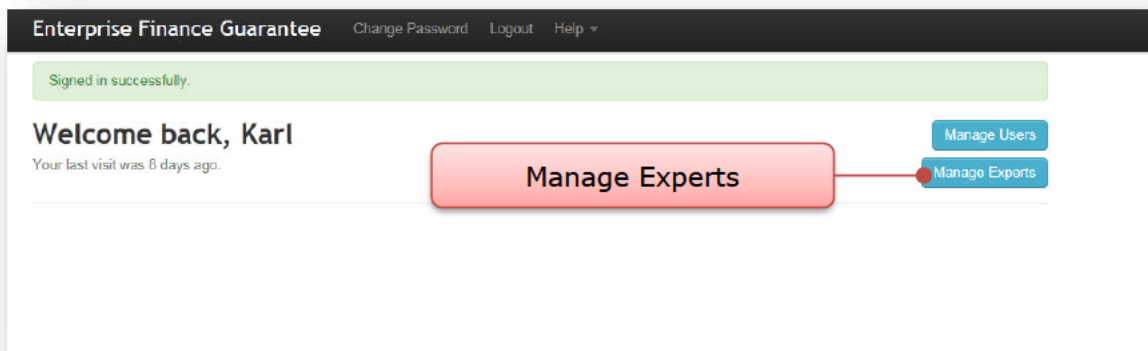 Enterprise Finance Guarantee Change Password Logout Help
Signed in successfully.
Welcome back, Karl
Manage Users
Your last visit was 8 days ago.
Manage Experts
Manage Experts